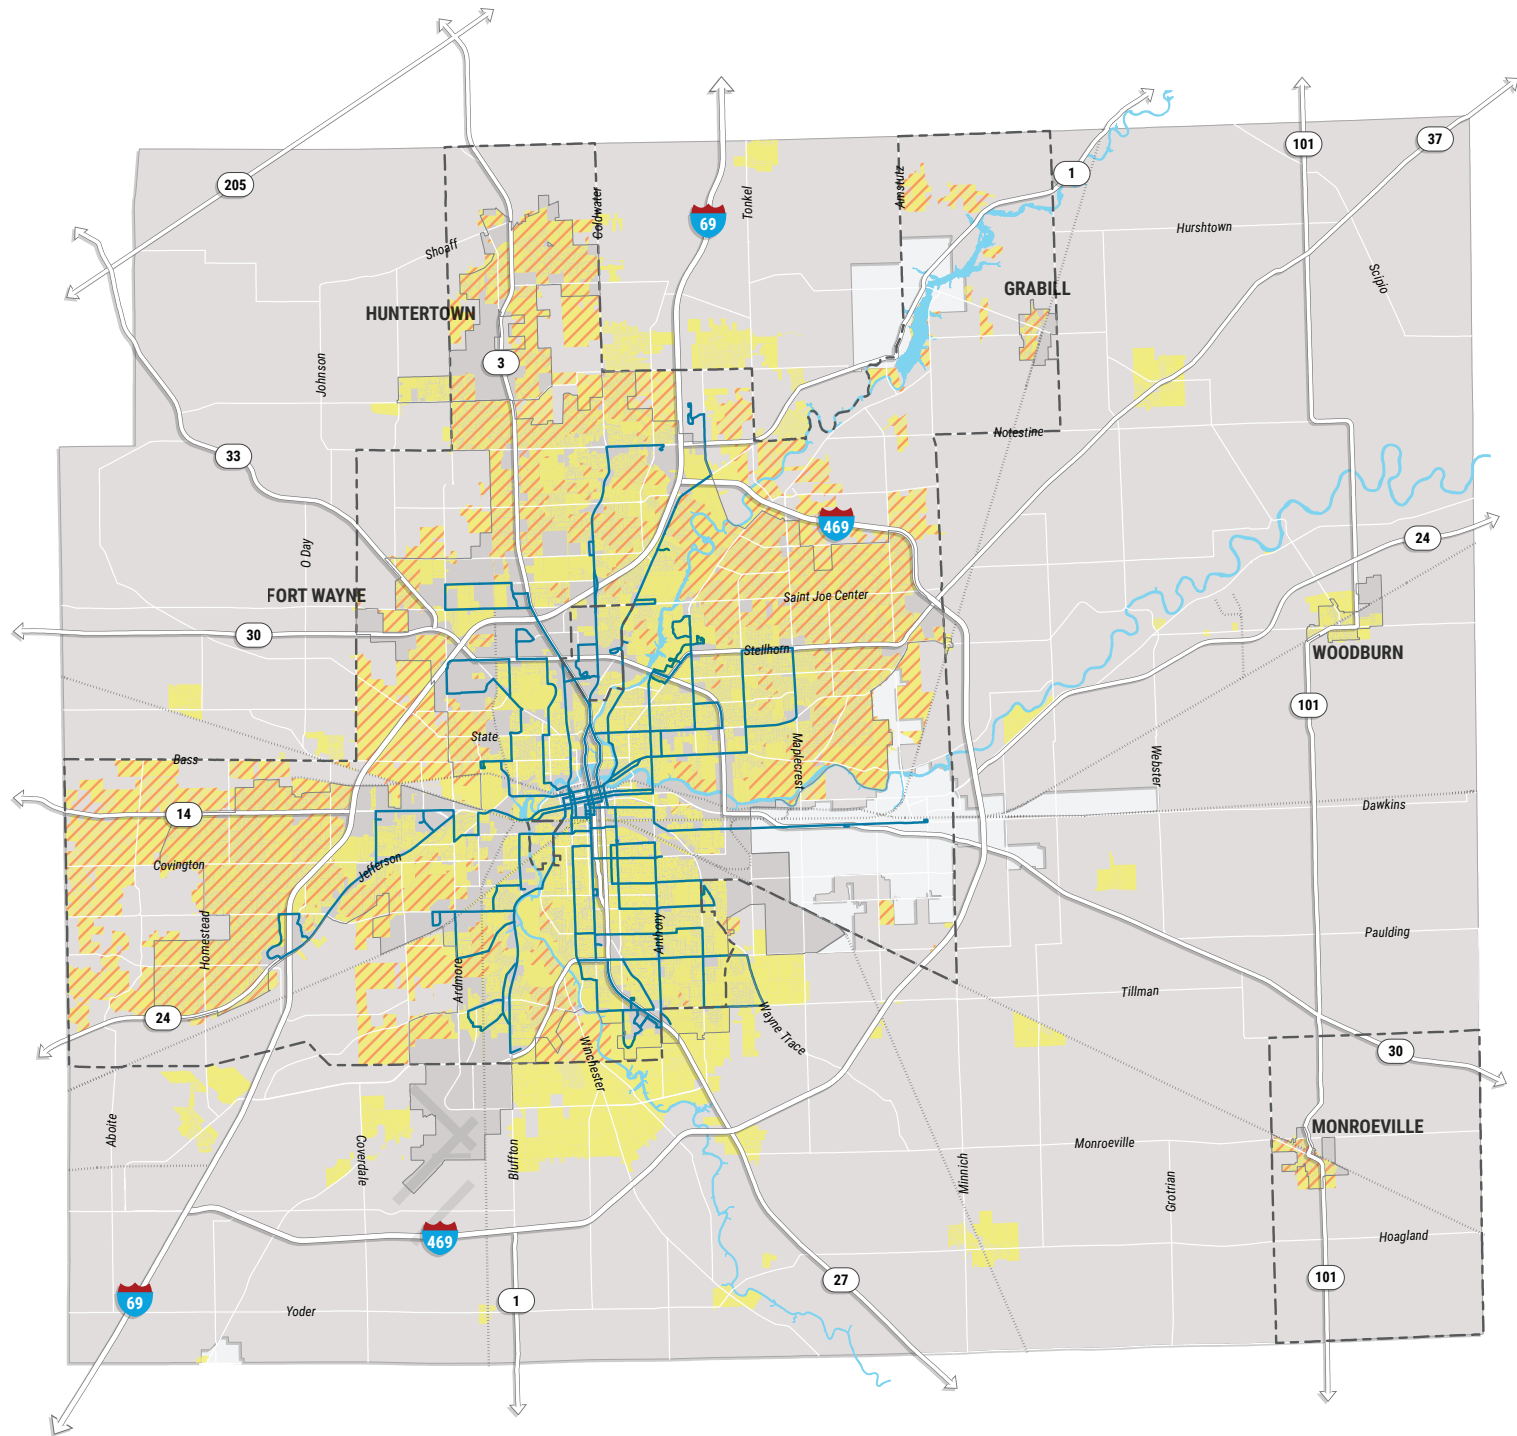 101
37
1
205
Amstutz
Tonkel
Coldwater
69
Hurshtown
Shoaff
Scipio
GRABILL
HUNTERTOWN
3
Johnson
Notestine
33
469
24
O Day
FORT WAYNE
Saint Joe Center
30
Stellhorn
WOODBURN
101
State
Maplecrest
Webster
Bass
14
Dawkins
Covington
Jefferson
Homestead
Anthony
Paulding
Ardmore
Tillman
24
Wayne Trace
30
Winchester
Aboite
Coverdale
Bluffton
MONROEVILLE
Monroeville
Minnich
Grotrian
Hoagland
469
27
101
69
1
Yoder